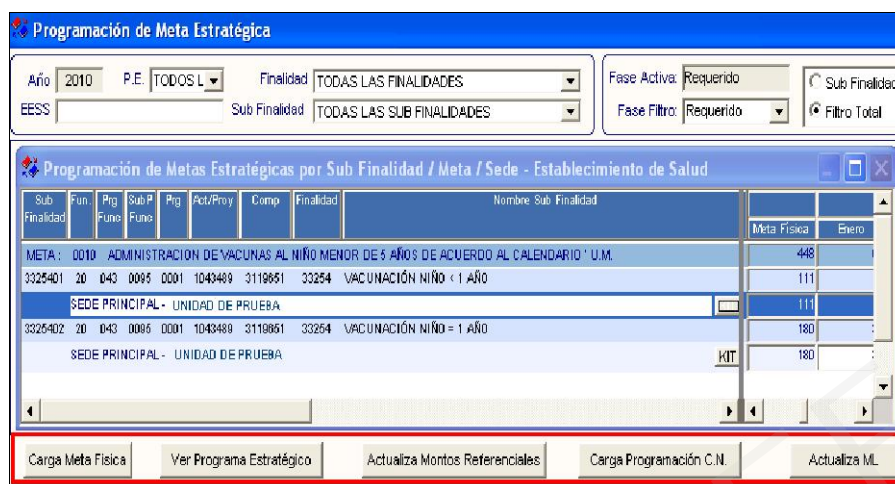 Programación de Meta Estratégica
Año 2010 P.E. TODOS L Finalidad TODAS LAS FINALIDADES Fase Activa: Requerido Sub Finalidad
EESS Sub Finalidad TODAS LAS SUB FINALIDADES Fase Filtro: Requerido Filtro Total
Programación de Metas Estratégicas por Sub Finalidad / Meta / Sede - Establecimiento de Salud
Sub Finalidad Fun. Prg Func Sub P Func Prg Act/Proy Comp Finalidad Nombre Sub Finalidad Meta Física Enero
META : 0010 ADMINISTRACION DE VACUNAS AL NIÑO MENOR DE 5 AÑOS DE ACUERDO AL CALENDARIO ' U.M. 448
3325401 20 043 0095 0001 1043489 3119651 33254 VACUNACIÓN NIÑO < 1 AÑO 111
SEDE PRINCIPAL - UNIDAD DE PRUEBA 111
3325402 20 043 0095 0001 1043489 3119651 33254 VACUNACIÓN NIÑO = 1 AÑO 180
SEDE PRINCIPAL - UNIDAD DE PRUEBA KIT 180
Carga Meta Fisica Ver Programa Estratégico Actualiza Montos Referenciales Carga Programación C.N. Actualiza ML